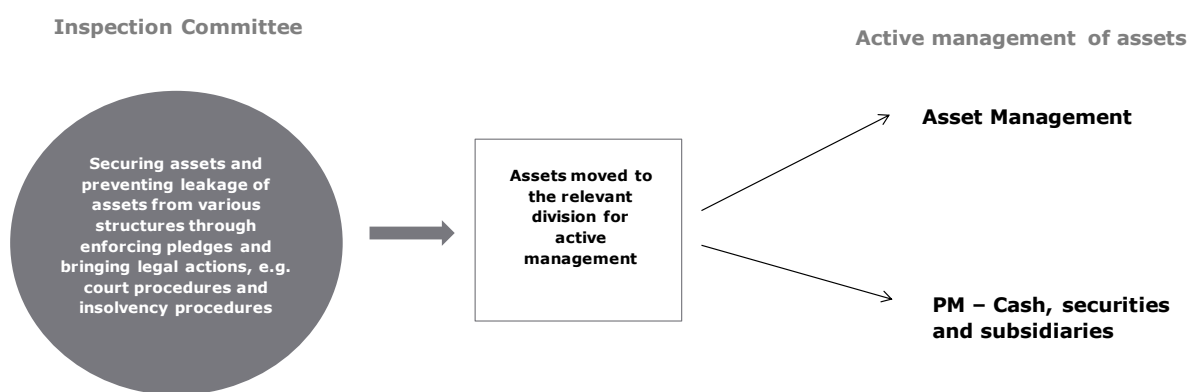 Inspection Committee
Active management of assets
Securing assets and
preventing leakage of
assets from various
structures through
enforcing pledges and
bringing legal actions, e.g.
court procedures and
insolvency procedures
Assets moved to
the relevant
division for
active
management
Asset Management
PM – Cash, securities
and subsidiaries